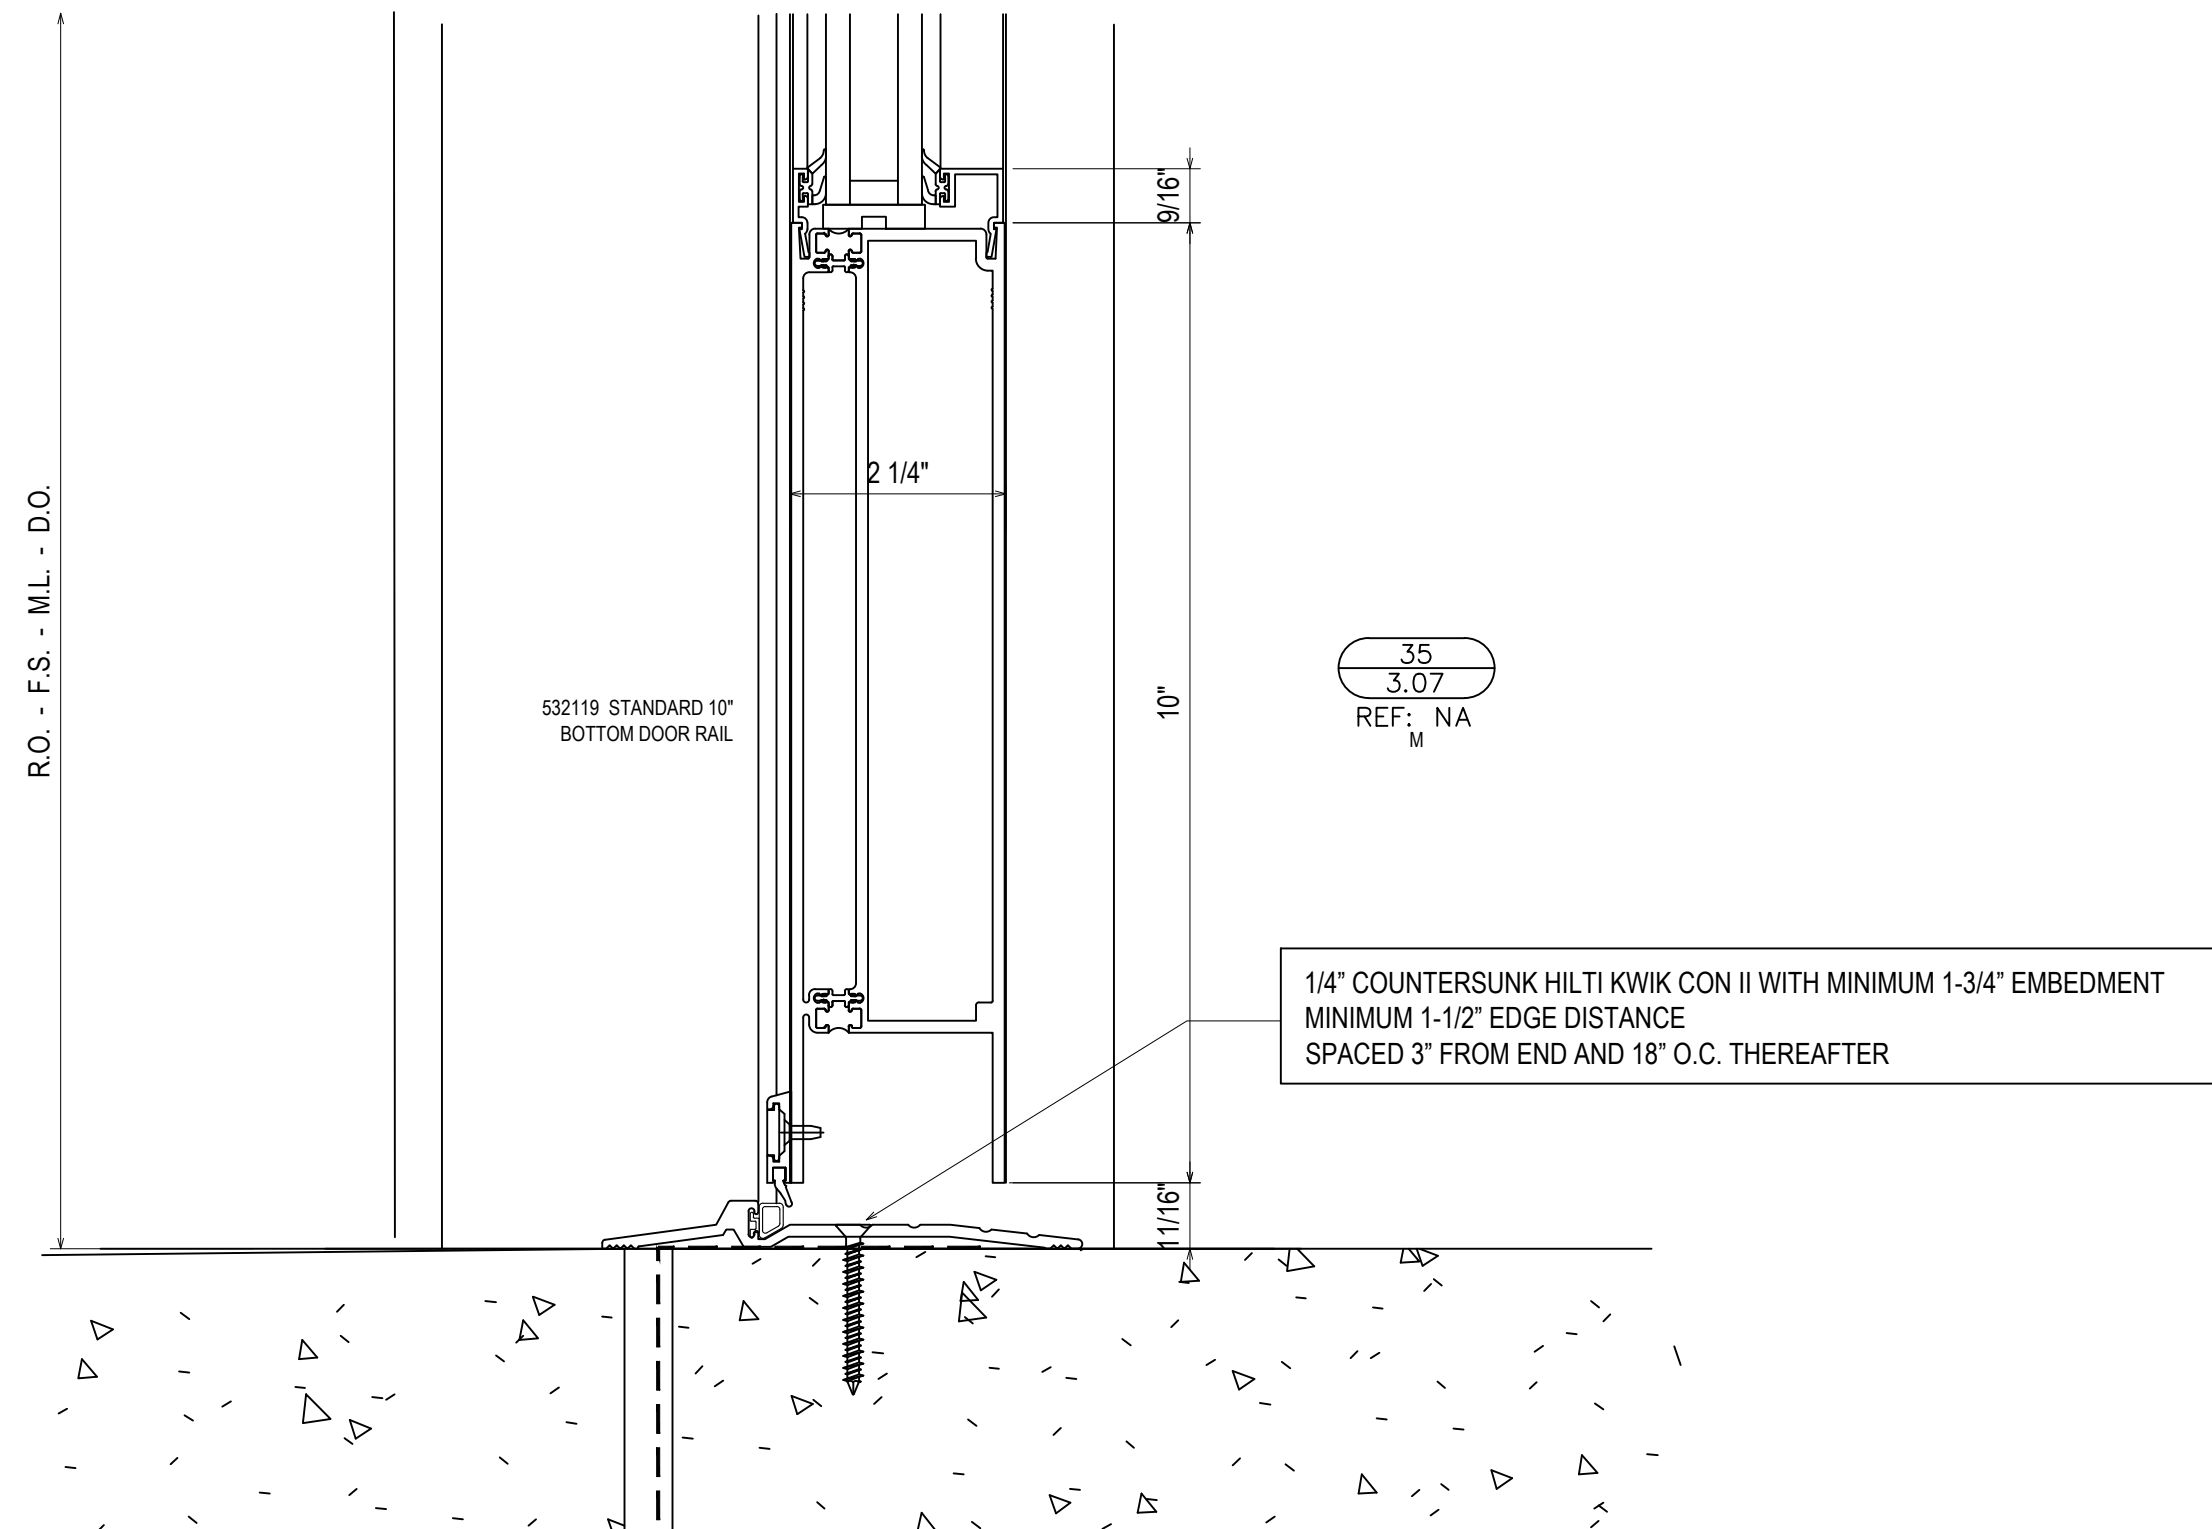 9/16"
2 1/4"
R.O. - F.S. - M.L. - D.O.
532119 STANDARD 10"
BOTTOM DOOR RAIL
10"
35
3.07
REF: NA
M
1/4” COUNTERSUNK HILTI KWIK CON II WITH MINIMUM 1-3/4” EMBEDMENT
MINIMUM 1-1/2” EDGE DISTANCE
SPACED 3” FROM END AND 18” O.C. THEREAFTER
11/16"